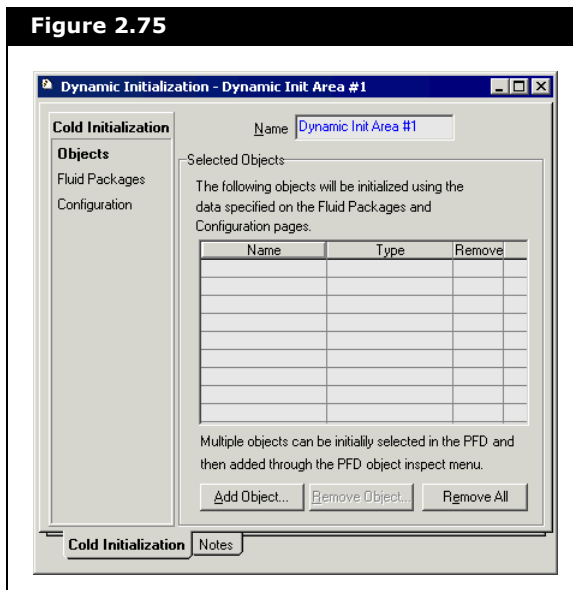 Figure 2.75
Dynamic Initialization - Dynamic Init Area #1
Cold Initialization
Objects
Fluid Packages
Configuration
Name Dynamic Init Area #1
Selected Objects
The following objects will be initialized using the
data specified on the Fluid Packages and
Configuration pages.
Name Type Remove
Multiple objects can be initialily selected in the PFD and
then added through the PFD object inspect menu.
Add Object... Remove Object... Remove All
Cold Initialization Notes